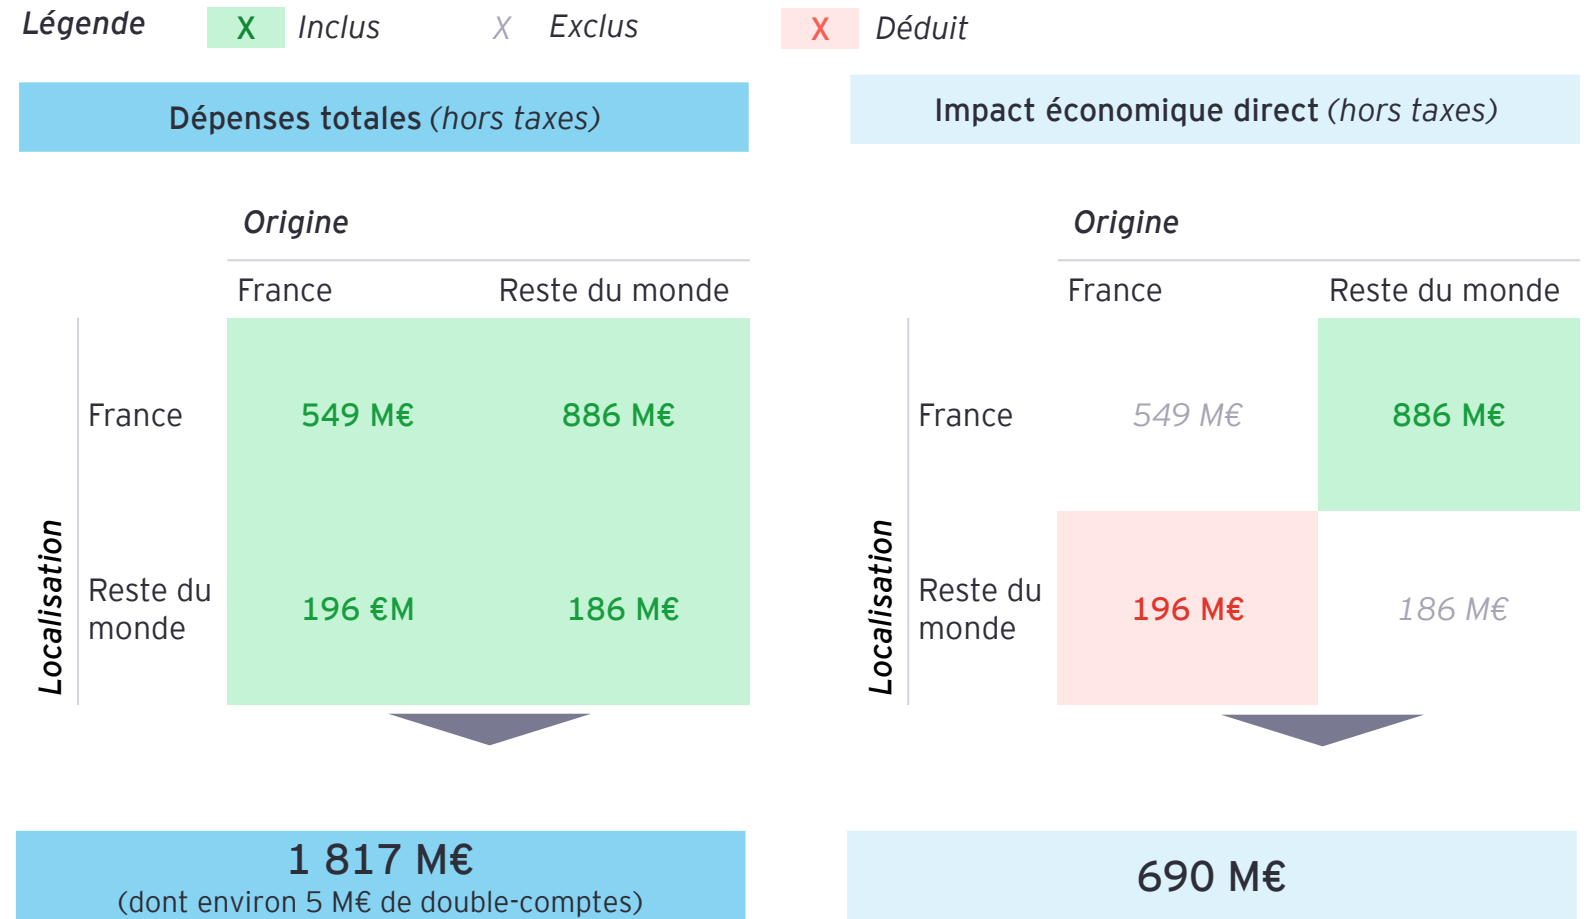 Légende X Inclus X Exclus X Déduit
Dépenses totales (hors taxes)
Origine
France Reste du monde
Localisation
France 549 M€ 886 M€
Reste du
monde
196 €M 186 M€
1 817 M€
(dont environ 5 M€ de double-comptes)
Impact économique direct (hors taxes)
Origine
France Reste du monde
Localisation
France 549 M€ 886 M€
Reste du
monde
196 M€ 186 M€
690 M€